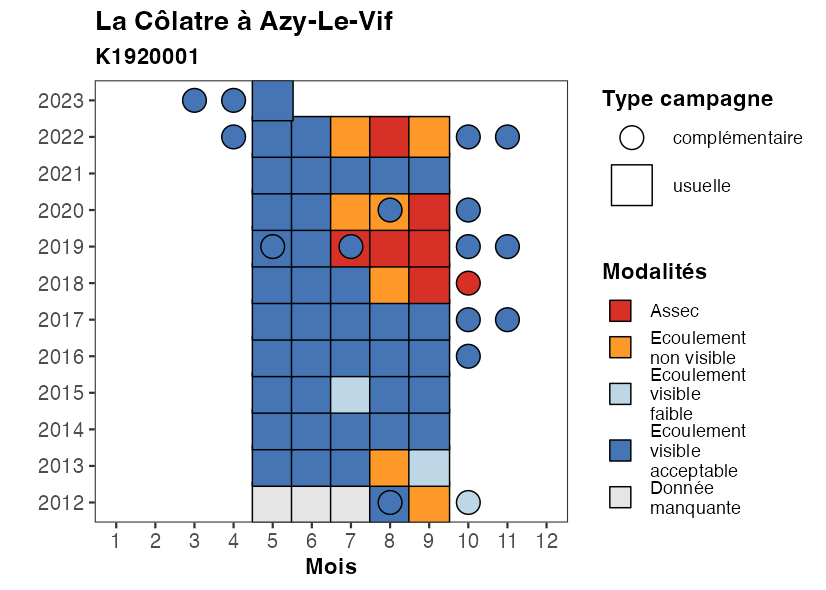 La Côlatre à Azy-Le-Vif
K1920001
2023
2022
2021
2020
2019
2018
2017
2016
2015
2014
2013
2012
1 2 3 4 5 6 7 8 9 10 11 12
Mois
Type campagne
complémentaire
usuelle
Modalités
Assec
Ecoulement
non visible
Ecoulement
visible
faible
Ecoulement
visible
acceptable
Donnée
manquante